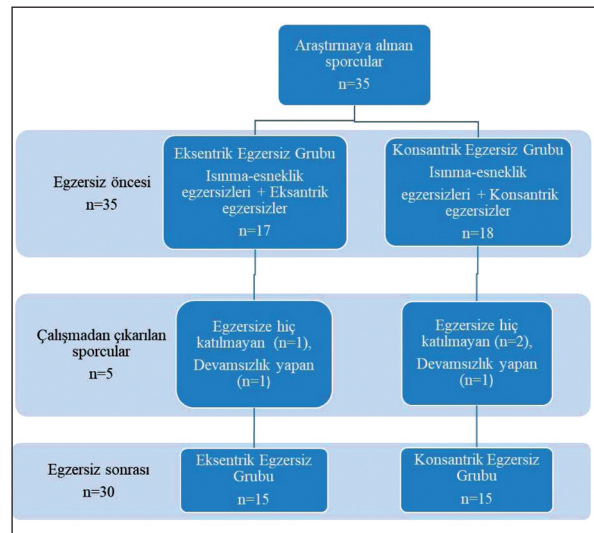 Araştırmaya alınan
sporcular
n=35
Egzersiz öncesi
n=35
Eksentrik Egzersiz Grubu
Isınma-esneklik
egzersizleri + Eksantrik
egzersizler
n=17
Konsantrik Egzersiz Grubu
Isınma-esneklik
egzersizleri + Konsantrik
egzersizler
n=18
Çalışmadan çıkarılan
sporcular
n=5
Egzersize hiç
katılmayan (n=1),
Devamsızlık yapan
(n=1)
Egzersize hiç
katılmayan (n=2),
Devamsızlık yapan
(n=1)
Egzersiz sonrası
n=30
Eksentrik Egzersiz
Grubu
n=15
Konsantrik Egzersiz
Grubu
n=15